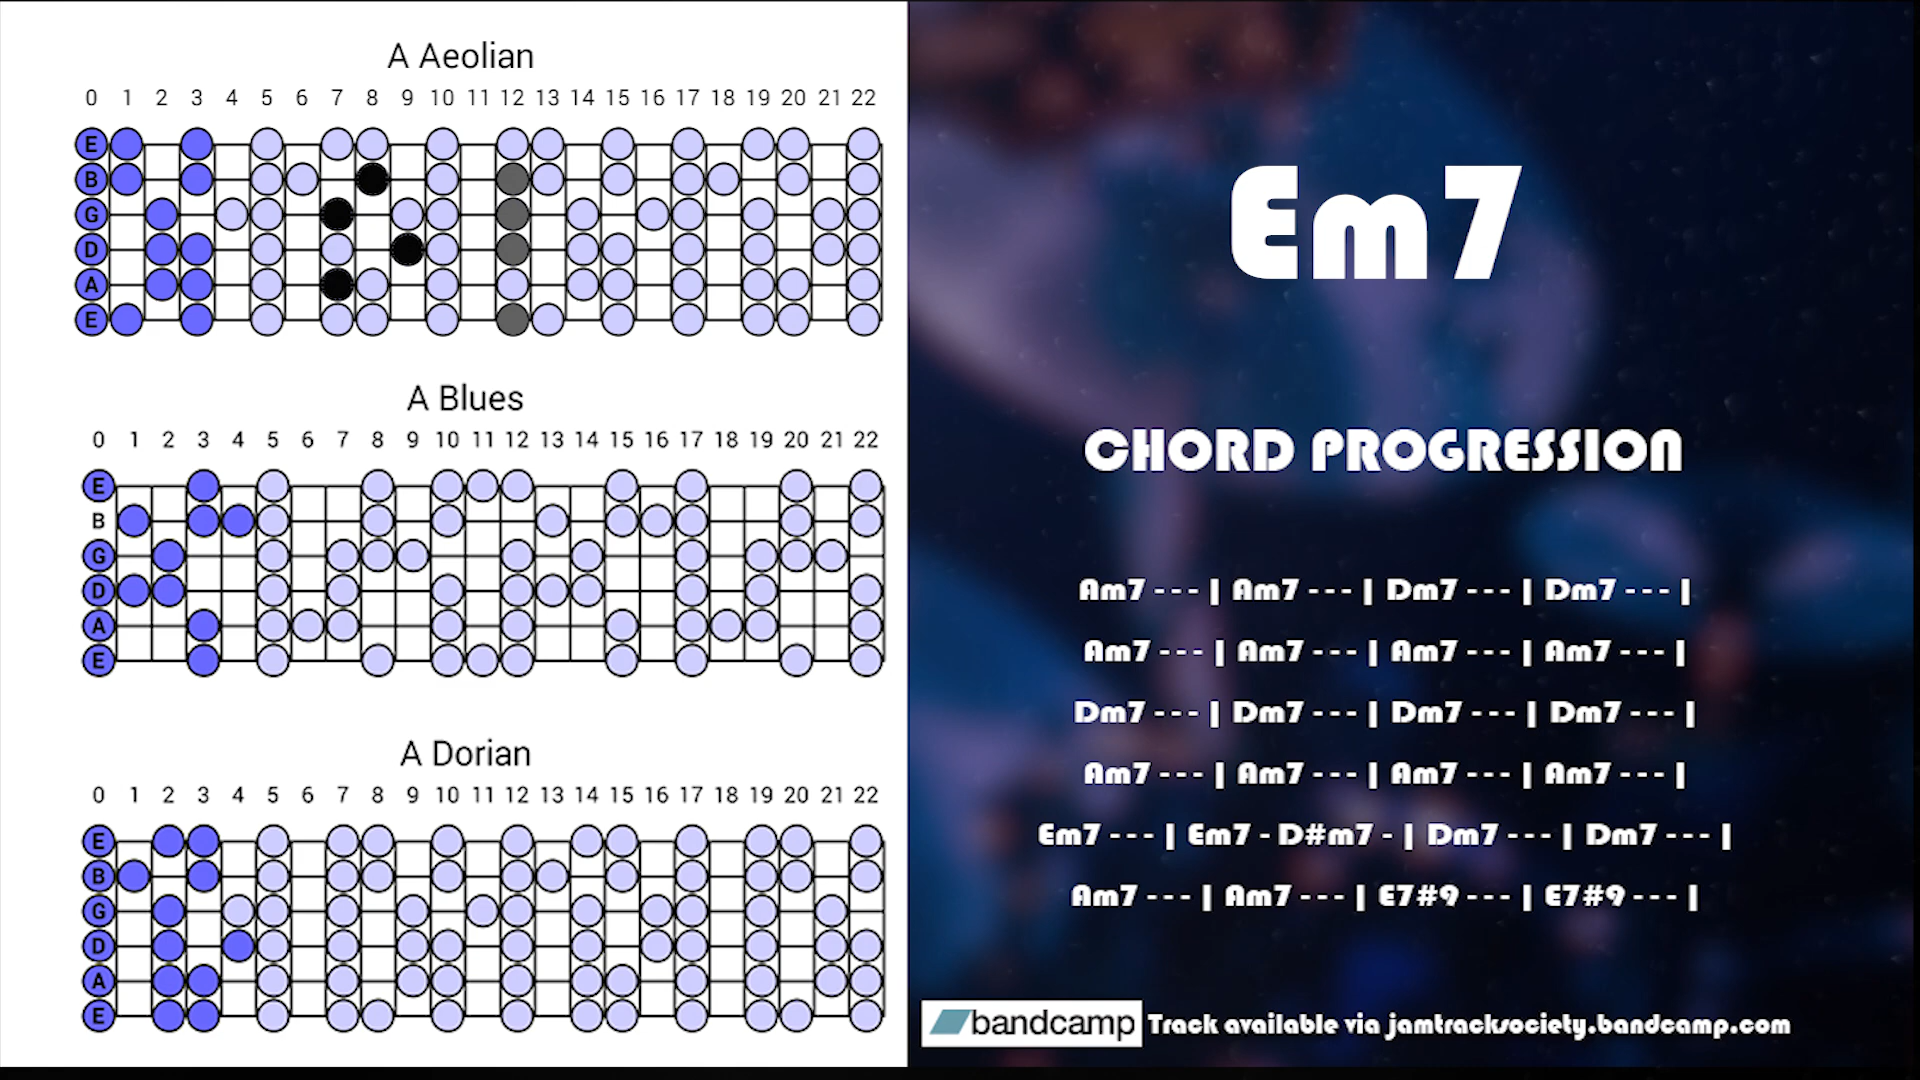 A Aeolian
0 1 2 3 4 5 6 7 8 9 10 11 12 13 14 15 16 17 18 19 20 21 22
E
B
G
D
A
E
A Blues
0 1 2 3 4 5 6 7 8 9 10 11 12 13 14 15 16 17 18 19 20 21 22
E
B
G
D
A
E
A Dorian
0 1 2 3 4 5 6 7 8 9 10 11 12 13 14 15 16 17 18 19 20 21 22
E
B
G
D
A
E
Em7
CHORD PROGRESSION
Am7 --- | Am7 --- | Dm7 --- | Dm7 --- |
Am7 --- | Am7 --- | Am7 --- | Am7 --- |
Dm7 --- | Dm7 --- | Dm7 --- | Dm7 --- |
Am7 --- | Am7 --- | Am7 --- | Am7 --- |
Em7 --- | Em7 - D#m7 - | Dm7 --- | Dm7 --- |
Am7 --- | Am7 --- | E7#9 --- | E7#9 --- |
bandcamp Track available via jamtracksociety.bandcamp.com